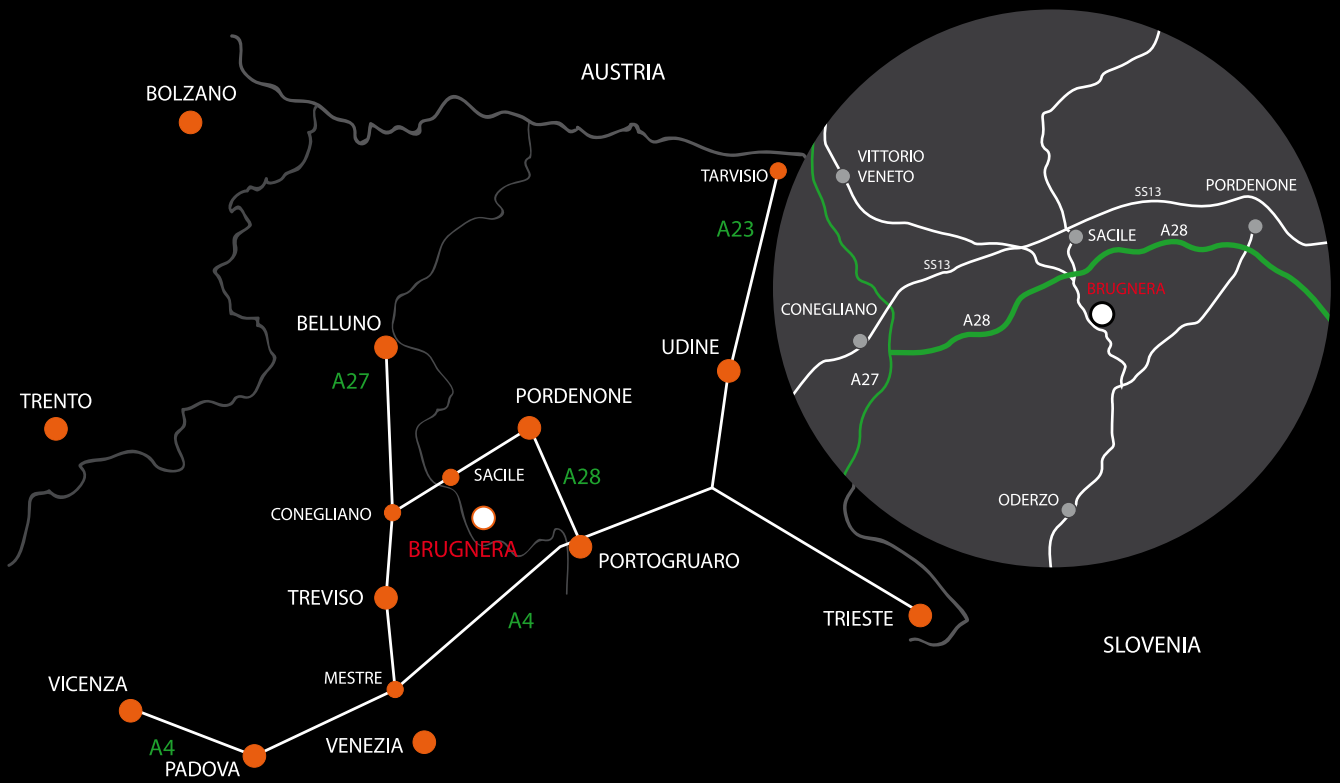 AUSTRIA
BOLZANO
TARVISIO
A23
BELLUNO
A27
UDINE
TRENTO
PORDENONE
SACILE
A28
CONEGLIANO
BRUGNERA
PORTOGRUARO
TREVISO
A4
TRIESTE
SLOVENIA
MESTRE
VICENZA
A4
PADOVA
VENEZIA
VITTORIO
VENETO
SS13
PORDENONE
SACILE
A28
SS13
BRUGNERA
CONEGLIANO
A28
A27
ODERZO